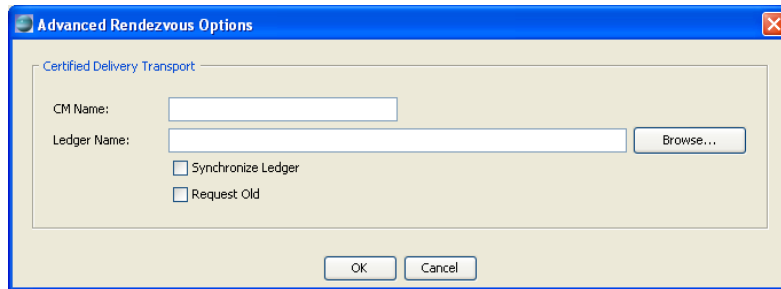 Advanced Rendezvous Options
Certified Delivery Transport
CM Name:
Ledger Name: Browse...
Synchronize Ledger
Request Old
OK Cancel